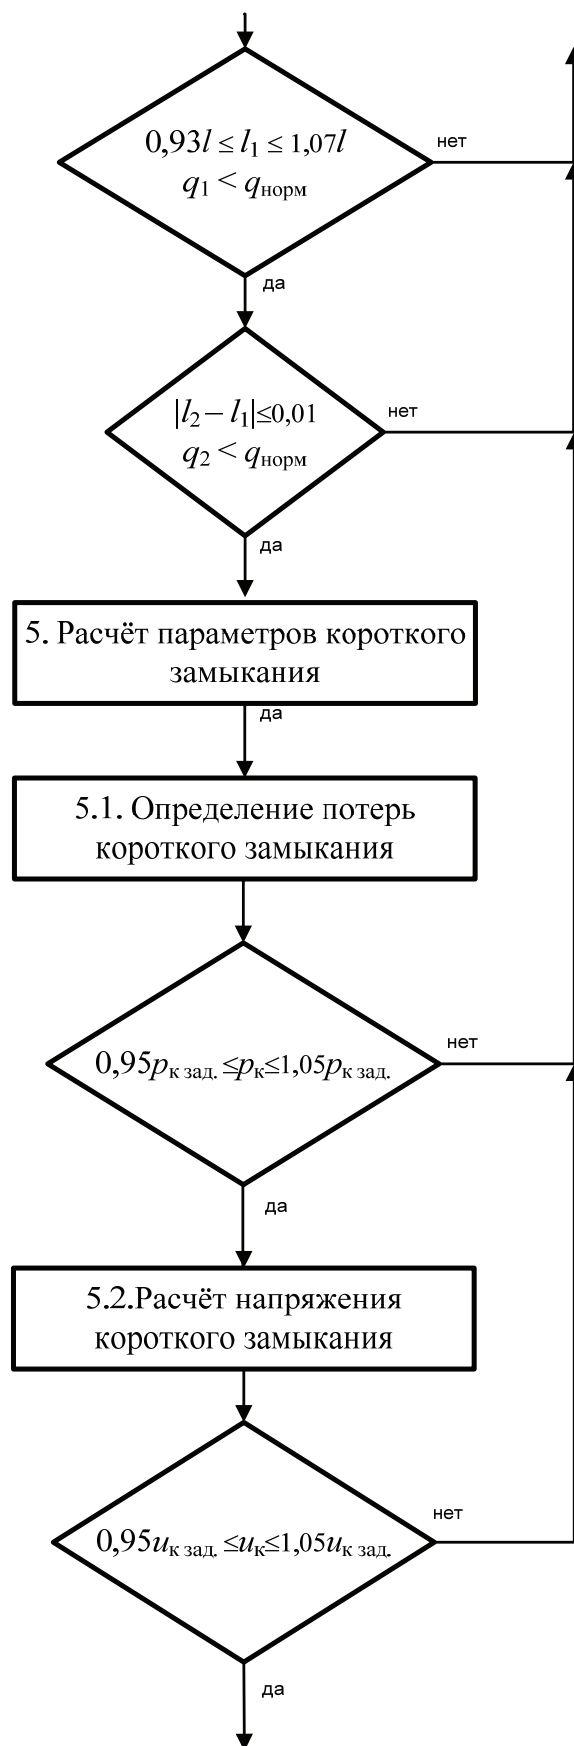 0,93l ≤ l₁ ≤ 1,07l
q₁ < qнорм
нет
да
|l₂ – l₁|≤0,01
q₂ < qнорм
нет
да
5. Расчёт параметров короткого
замыкания
да
5.1. Определение потерь
короткого замыкания
0,95pк зад. ≤pк≤1,05pк зад.
нет
да
5.2.Расчёт напряжения
короткого замыкания
0,95uк зад. ≤uк≤1,05uк зад.
нет
да